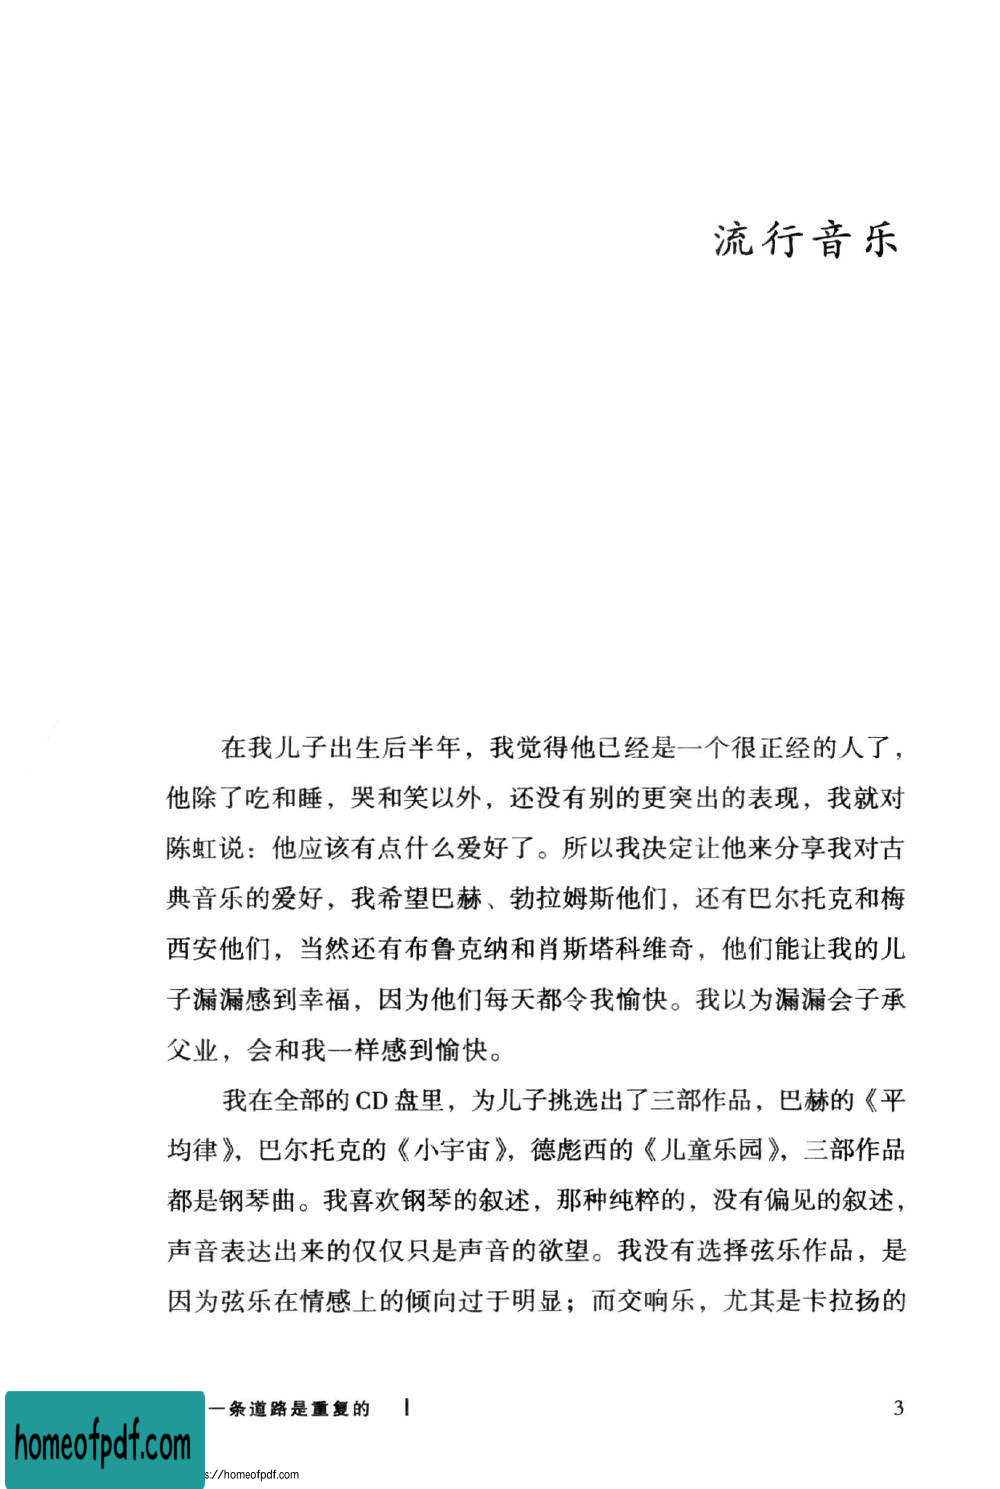 流行音乐
在我儿子出生后半年，我觉得他已经是一个很正经的人了，
他除了吃和睡，哭和笑以外，还没有别的更突出的表现，我就对
陈虹说：他应该有点什么爱好了。所以我决定让他来分享我对古
典音乐的爱好，我希望巴赫、勃拉姆斯他们，还有巴尔托克和梅
西安他们，当然还有布鲁克纳和肖斯塔科维奇，他们能让我的儿
子漏漏感到幸福，因为他们每天都令我愉快。我以为漏漏会子承
父业，会和我一样感到愉快。
我在全部的CD盘里，为儿子挑选出了三部作品，巴赫的《平
均律》，巴尔托克的《小宇宙》，德彪西的《儿童乐园》，三部作品
都是钢琴曲。我喜欢钢琴的叙述，那种纯粹的，没有偏见的叙述，
声音表达出来的仅仅只是声音的欲望。我没有选择弦乐作品，是
因为弦乐在情感上的倾向过于明显；而交响乐，尤其是卡拉扬的
一条道路是重复的 | 3
homeofpdf.com
s://homeofpdf.com